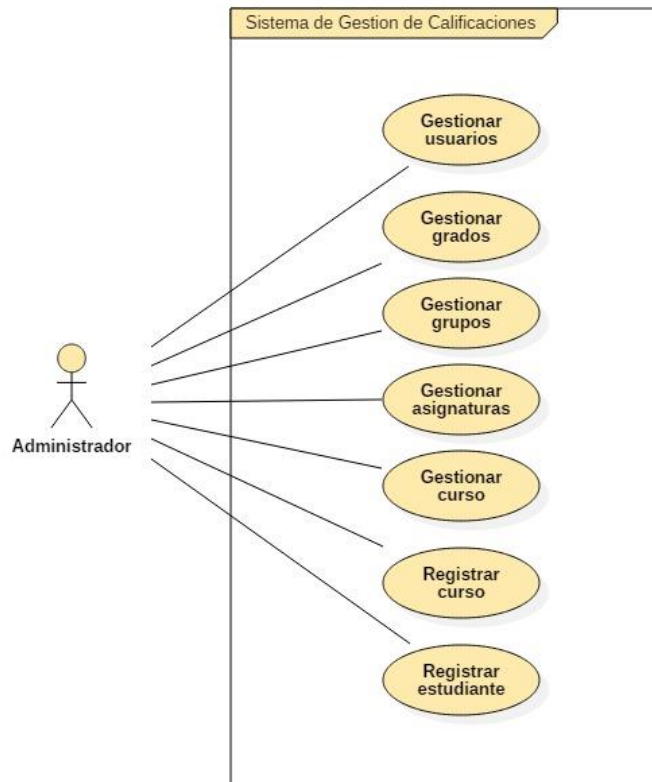 Sistema de Gestion de Calificaciones
Gestionar
usuarios
Gestionar
grados
Gestionar
grupos
Gestionar
asignaturas
Administrador
Gestionar
curso
Registrar
curso
Registrar
estudiante